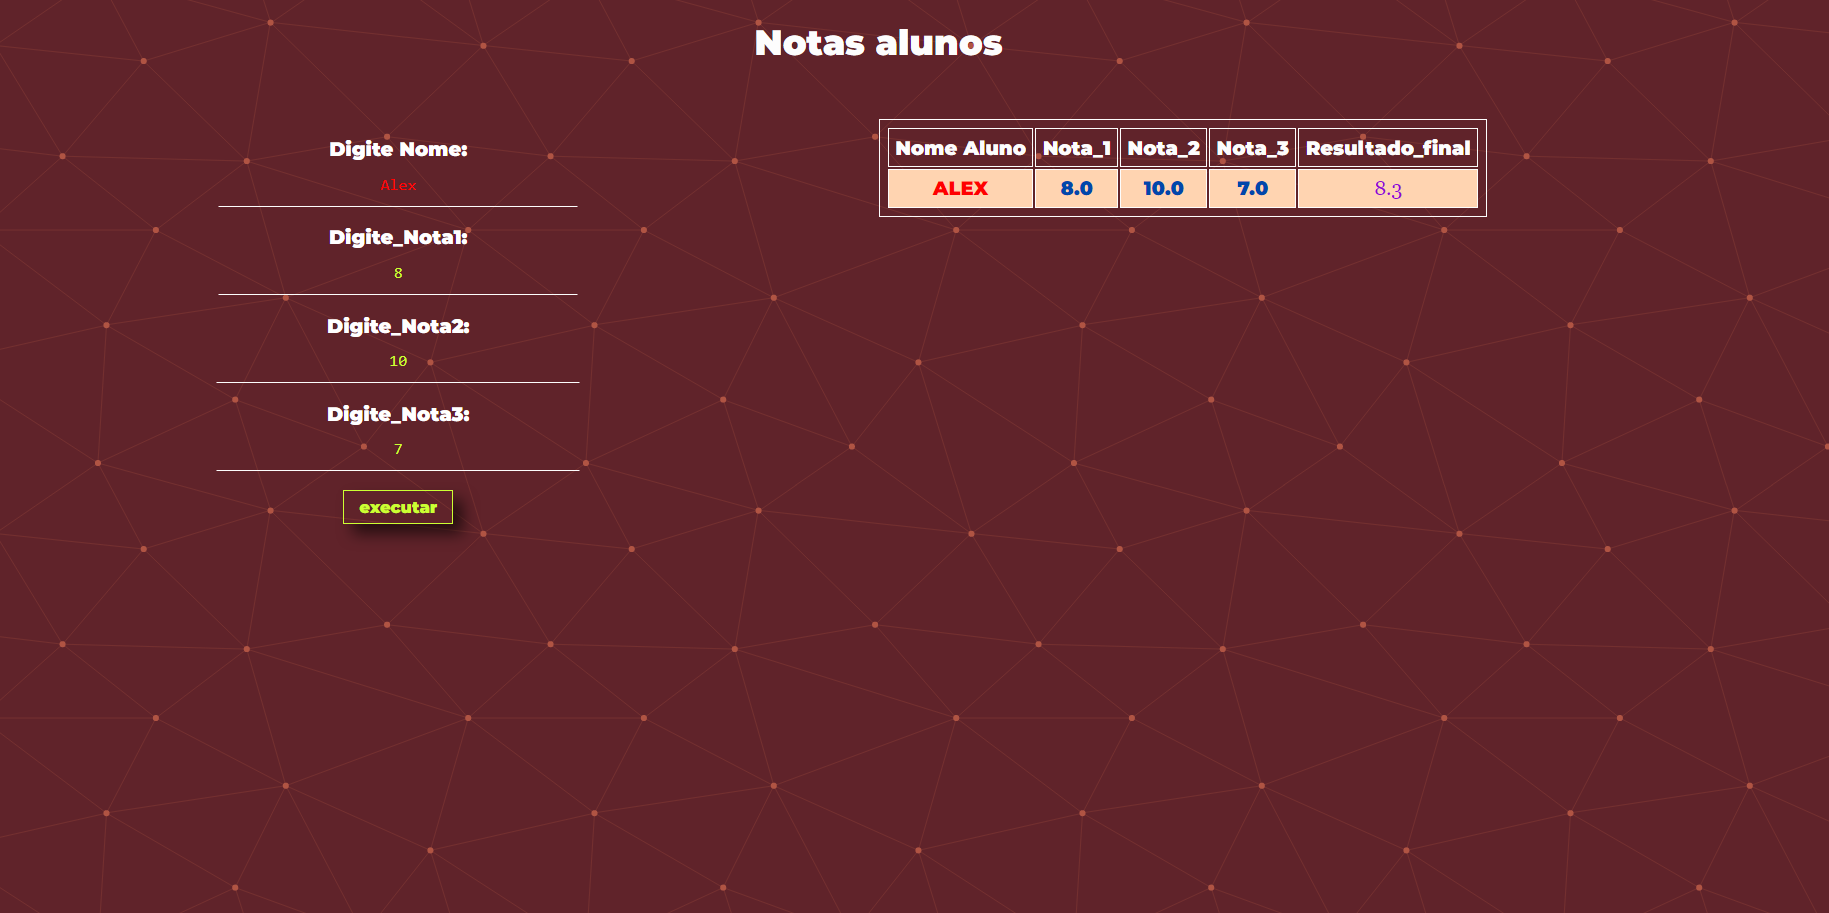 Notas alunos
Digite Nome:
Alex
Digite_Nota1:
8
Digite_Nota2:
10
Digite_Nota3:
7
executar
Nome Aluno Nota_1 Nota_2 Nota_3 Resultado_final
ALEX 8.0 10.0 7.0 8.3